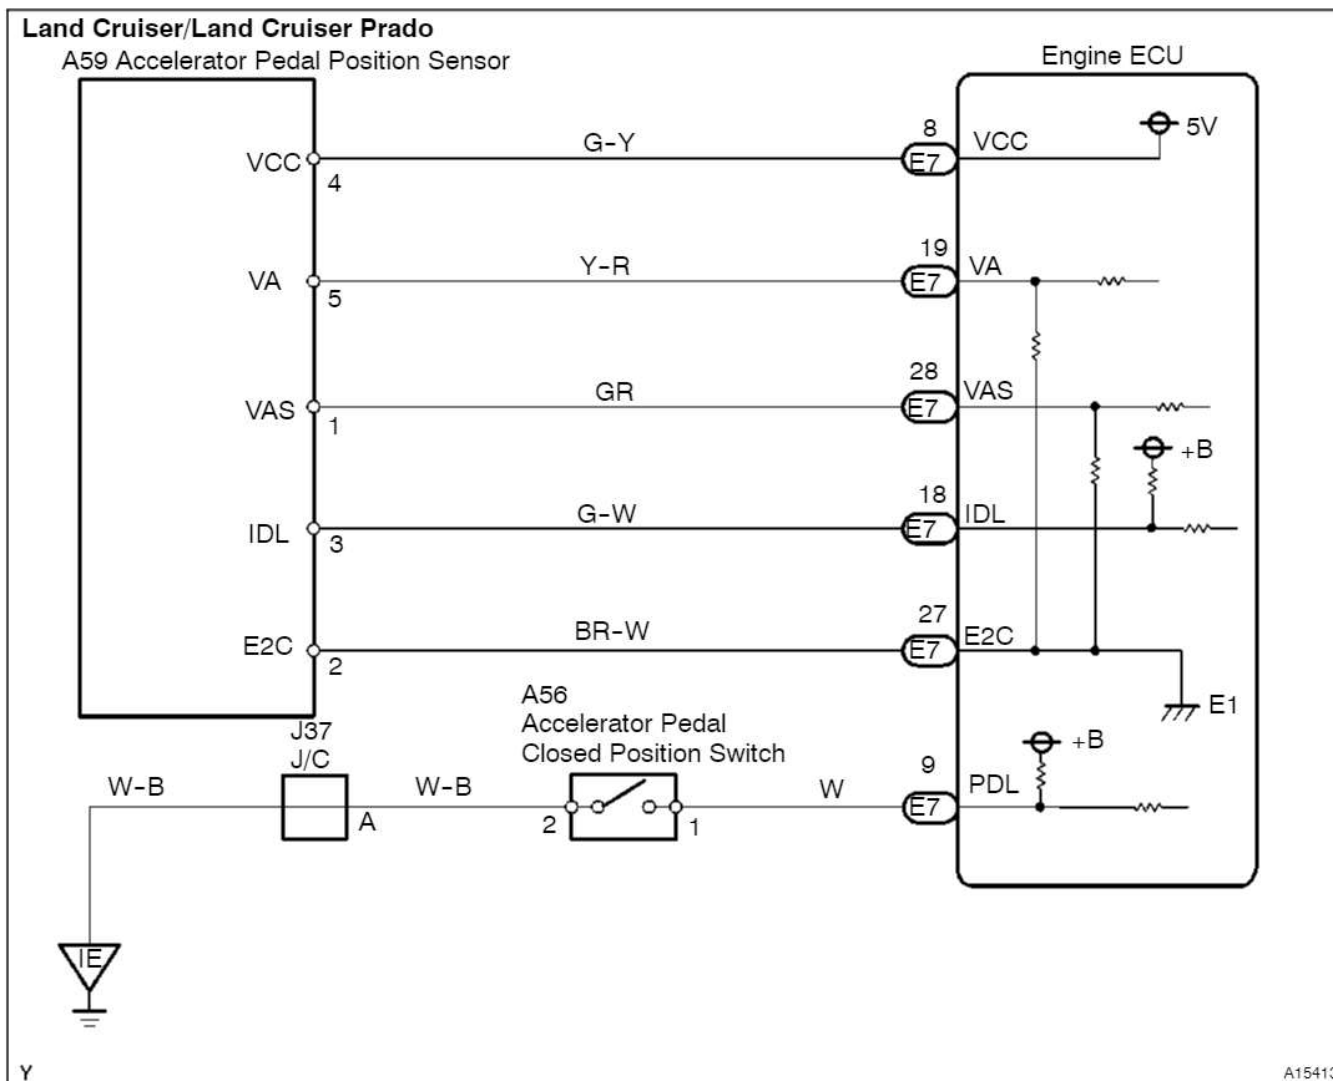 Land Cruiser/Land Cruiser Prado
A59 Accelerator Pedal Position Sensor
Engine ECU
VCC
4
G-Y
8
E7
VCC
5V
VA
5
Y-R
19
E7
VA
VAS
1
GR
28
E7
VAS
+B
IDL
3
G-W
18
E7
IDL
E2C
2
BR-W
27
E7
E2C
E1
J37
J/C
A56
Accelerator Pedal
Closed Position Switch
W-B
A
W-B
2
1
W
9
E7
PDL
+B
IE
Y
A15413